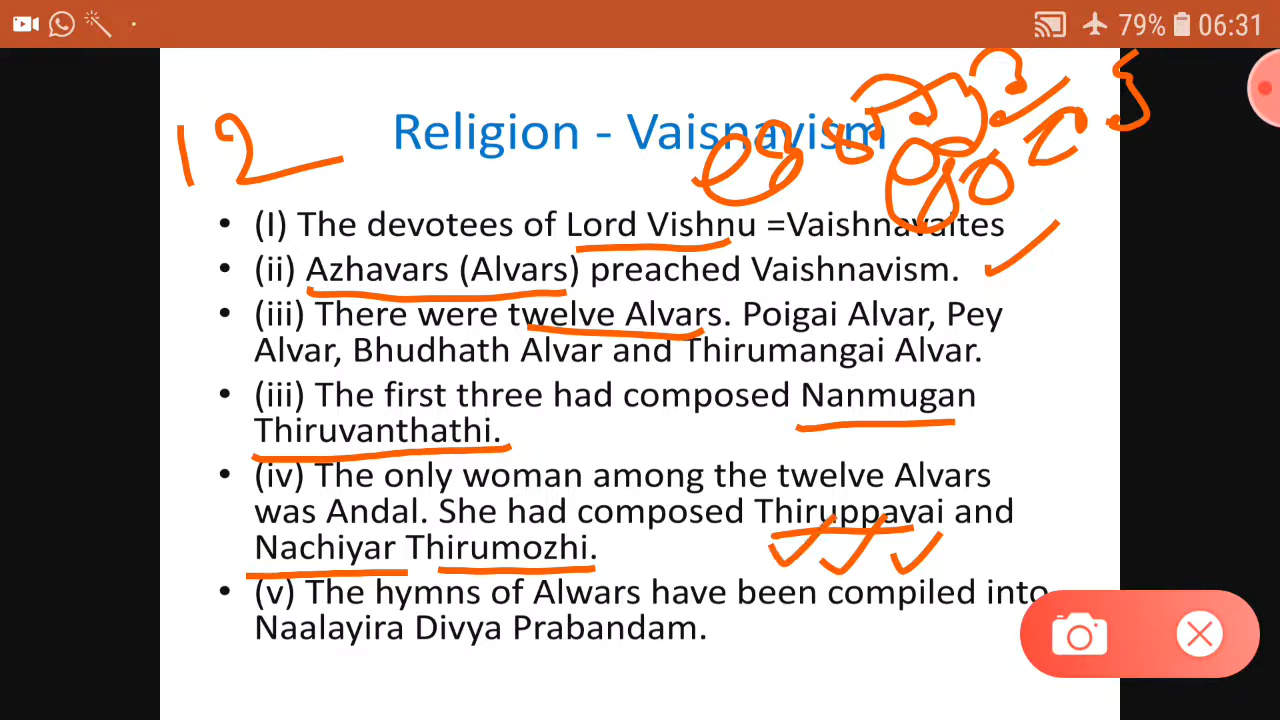 79% 06:31
12
Religion - Vaisnavism
• (I) The devotees of Lord Vishnu =Vaishnavaites
• (ii) Azhavars (Alvars) preached Vaishnavism.
• (iii) There were twelve Alvars. Poigai Alvar, Pey
Alvar, Bhudhath Alvar and Thirumangai Alvar.
• (iii) The first three had composed Nanmugan
Thiruvanthathi.
• (iv) The only woman among the twelve Alvars
was Andal. She had composed Thiruppavai and
Nachiyar Thirumozhi.
• (v) The hymns of Alwars have been compiled into
Naalayira Divya Prabandam.